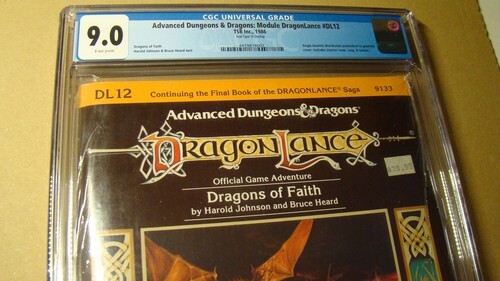 CGC UNIVERSAL GRADE
Advanced Dungeons & Dragons: Module DragonLance #DL12
TSR Inc., 1986
9.0
Dragons of Faith
Harold Johnson & Bruce Heard text
DL12 Continuing the Final Book of the DRAGONLANCE® Saga 9133
Advanced Dungeons & Dragons®
DRAGONLANCE
Official Game Adventure
Dragons of Faith
by Harold Johnson and Bruce Heard